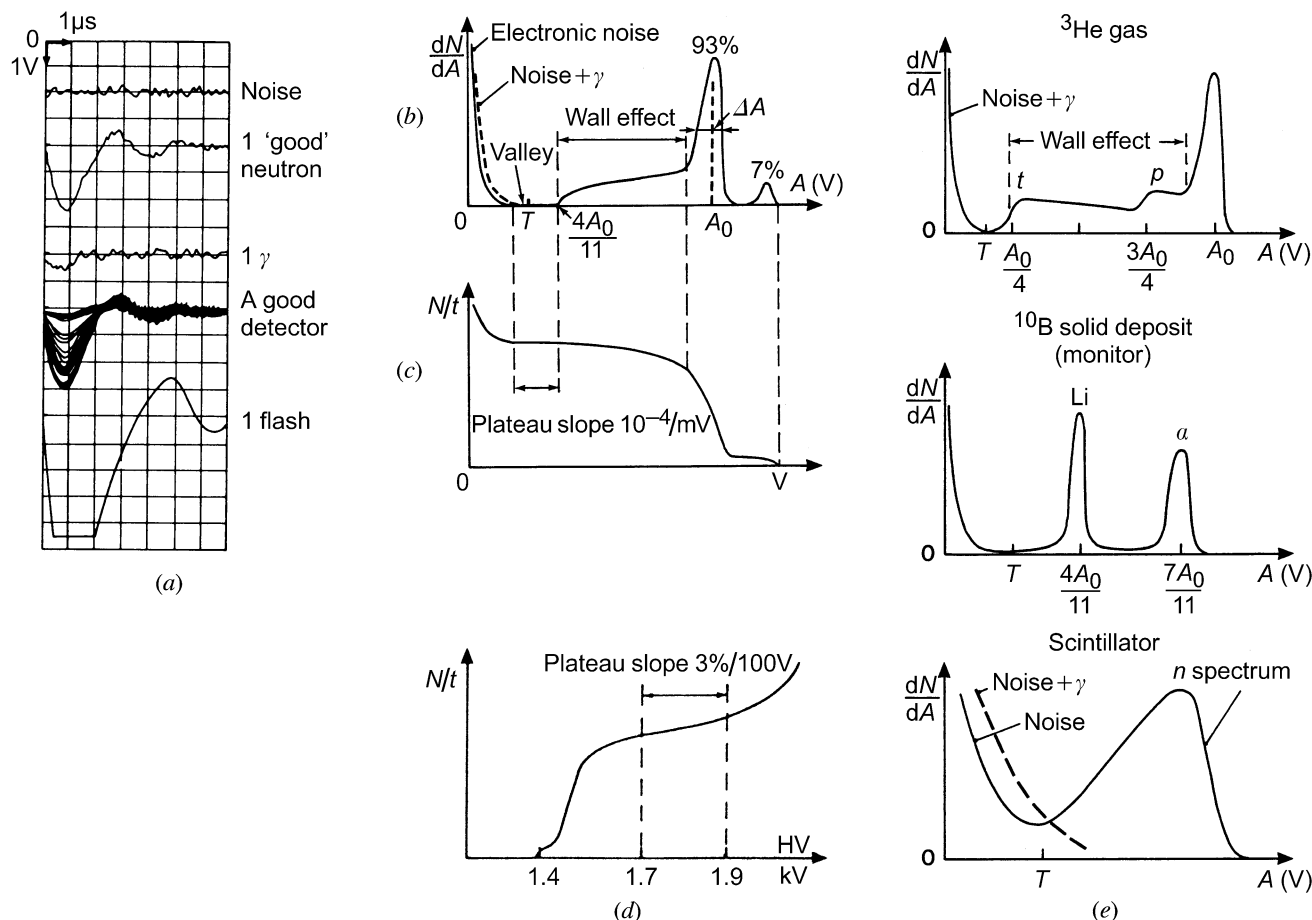 0
1μs
1V
Noise
1 ‘good’
neutron
1 γ
A good
detector
1 flash
(a)
(b)
dN
dA
Electronic noise
Noise+γ
Wall effect
93%
ΔA
Valley
7%
A (V)
0
T
4A0
11
A0
(c)
N/t
Plateau slope 10−4/mV
0
V
N/t
Plateau slope 3%/100V
HV
1.4
1.7
1.9
kV
(d)
3He gas
dN
dA
Noise+γ
Wall effect
t
p
0
T
A0
4
3A0
4
A0
A (V)
10B solid deposit
(monitor)
dN
dA
Li
α
0
T
4A0
11
7A0
11
A (V)
Scintillator
dN
dA
Noise+γ
Noise
n spectrum
0
T
A (V)
(e)